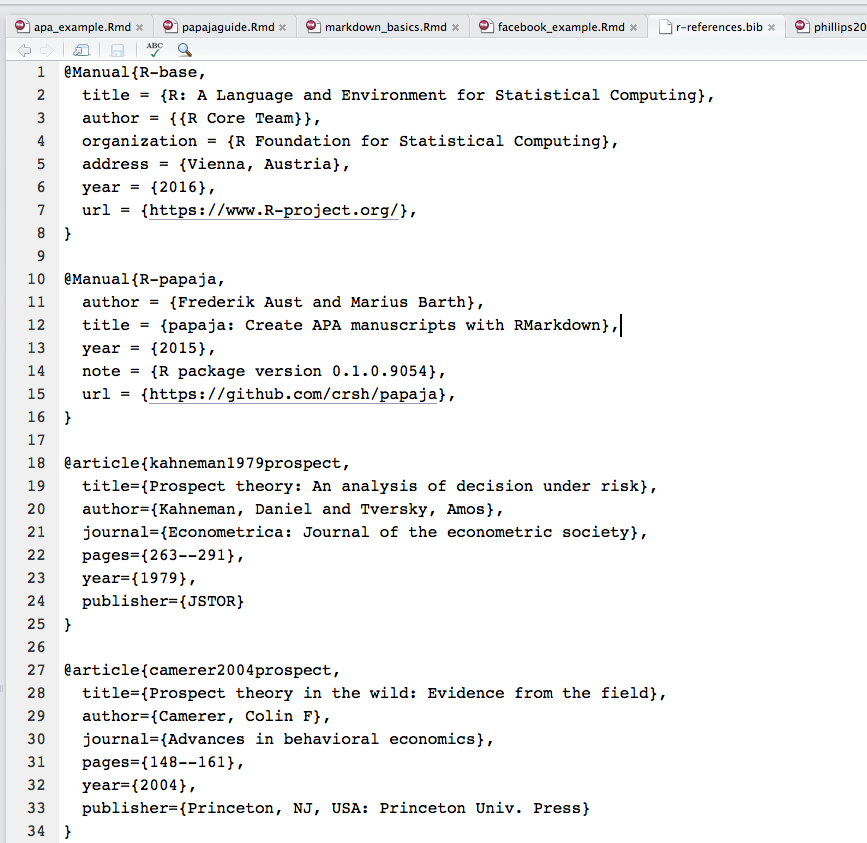 apa_example.Rmd × papajaguide.Rmd × markdown_basics.Rmd × facebook_example.Rmd × r-references.bib × phillips20
ABC
1 @Manual{R-base,
2   title = {R: A Language and Environment for Statistical Computing},
3   author = {{R Core Team}},
4   organization = {R Foundation for Statistical Computing},
5   address = {Vienna, Austria},
6   year = {2016},
7   url = {https://www.R-project.org/},
8 }
9
10 @Manual{R-papaja,
11   author = {Frederik Aust and Marius Barth},
12   title = {papaja: Create APA manuscripts with RMarkdown},
13   year = {2015},
14   note = {R package version 0.1.0.9054},
15   url = {https://github.com/crsh/papaja},
16 }
17
18 @article{kahneman1979prospect,
19   title={Prospect theory: An analysis of decision under risk},
20   author={Kahneman, Daniel and Tversky, Amos},
21   journal={Econometrica: Journal of the econometric society},
22   pages={263--291},
23   year={1979},
24   publisher={JSTOR}
25 }
26
27 @article{camerer2004prospect,
28   title={Prospect theory in the wild: Evidence from the field},
29   author={Camerer, Colin F},
30   journal={Advances in behavioral economics},
31   pages={148--161},
32   year={2004},
33   publisher={Princeton, NJ, USA: Princeton Univ. Press}
34 }